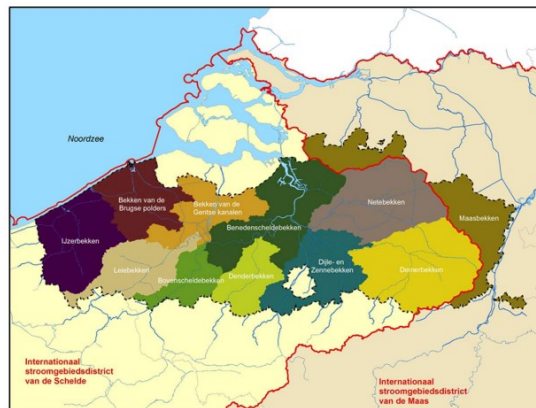 Noordzee
Bekken van de
Brugse polders
Bekken van de
Gentse kanalen
IJzerbekken
Benedenscheldebekken
Netebekken
Maasbekken
Leiebekken
Bovenscheldebekken
Denderbekken
Dijle- en
Zennebekken
Demerbekken
Internationaal
stroomgebiedsdistrict
van de Schelde
Internationaal
stroomgebiedsdistrict
van de Maas